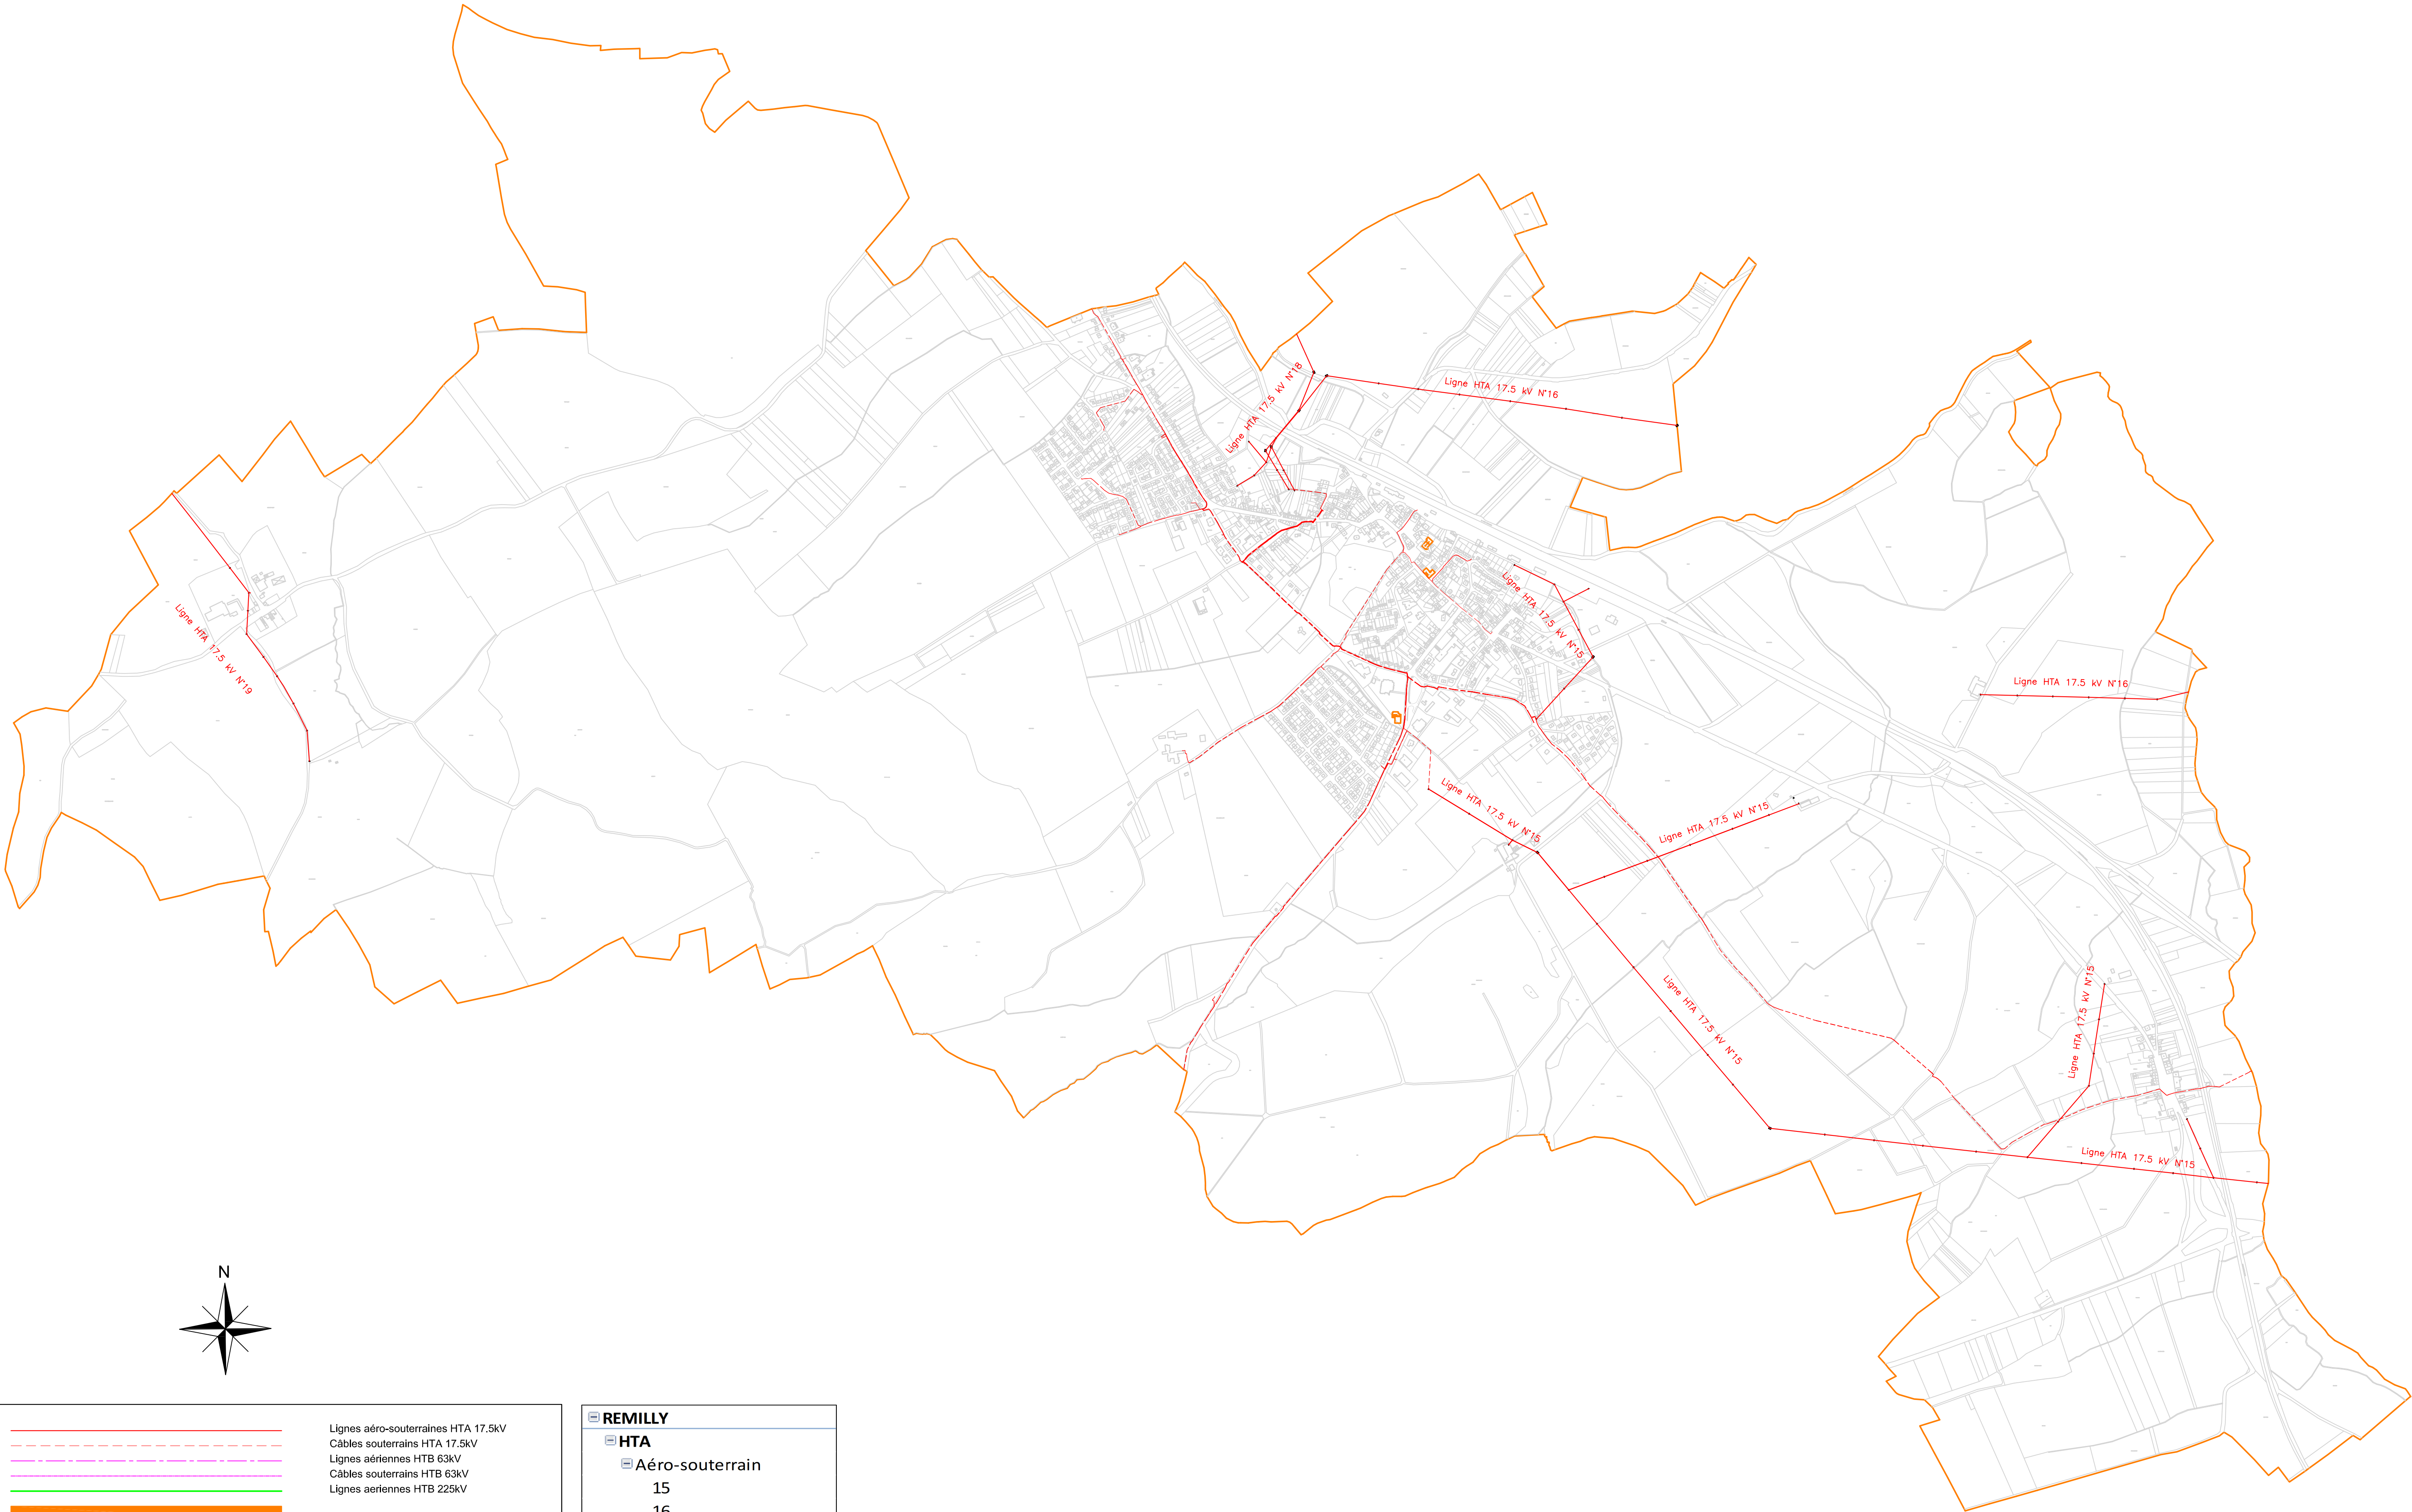 Ligne HTA 17.5 kV N°18
Ligne HTA 17.5 kV N°16
Ligne HTA 17.5 kV N°15
Ligne HTA 17.5 kV N°19
Ligne HTA 17.5 kV N°16
Ligne HTA 17.5 kV N°15
Ligne HTA 17.5 kV N°15
Ligne HTA 17.5 kV N°15
Ligne HTA 17.5 kV N°15
Ligne HTA 17.5 kV N°15
N
Lignes aéro-souterraines HTA 17.5kV
Câbles souterrains HTA 17.5kV
Lignes aériennes HTB 63kV
Câbles souterrains HTB 63kV
Lignes aeriennes HTB 225kV
REMILLY
HTA
Aéro-souterrain
15
16